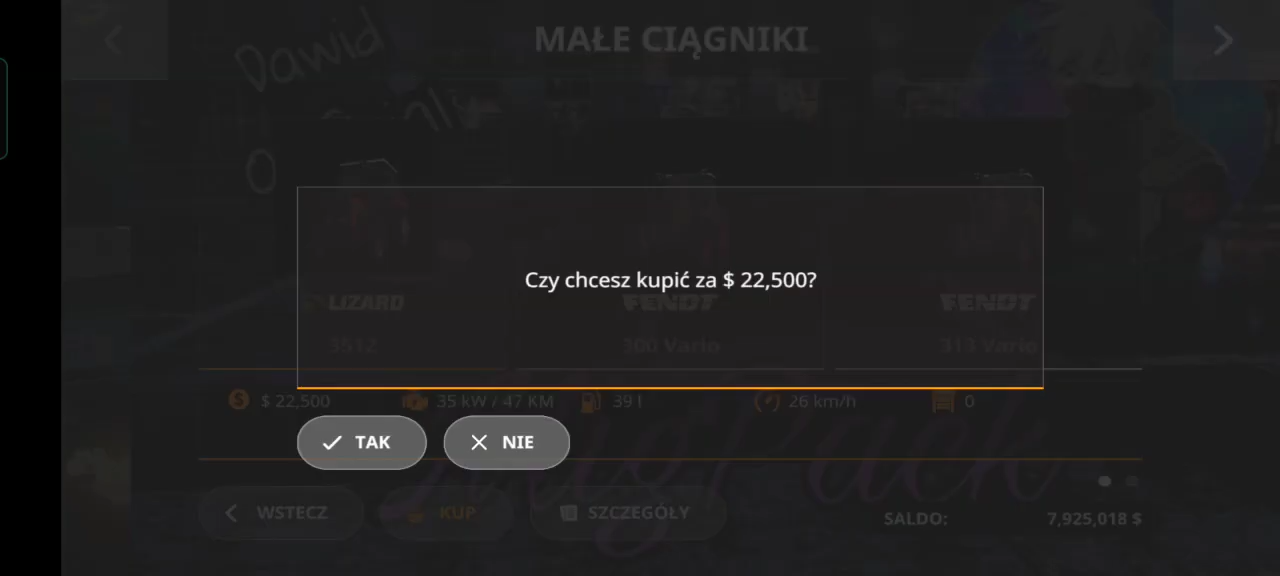 Dawid
MAŁE CIĄGNIKI
Czy chcesz kupić za $ 22,500?
LIZARD
FENDT
FENDT
3512
300 Vario
313 Vario
$ 22,500
35 kW / 47 KM
39 l
26 km/h
0
TAK
NIE
WSTECZ
KUP
SZCZEGÓŁY
SALDO:
7,925,018 $